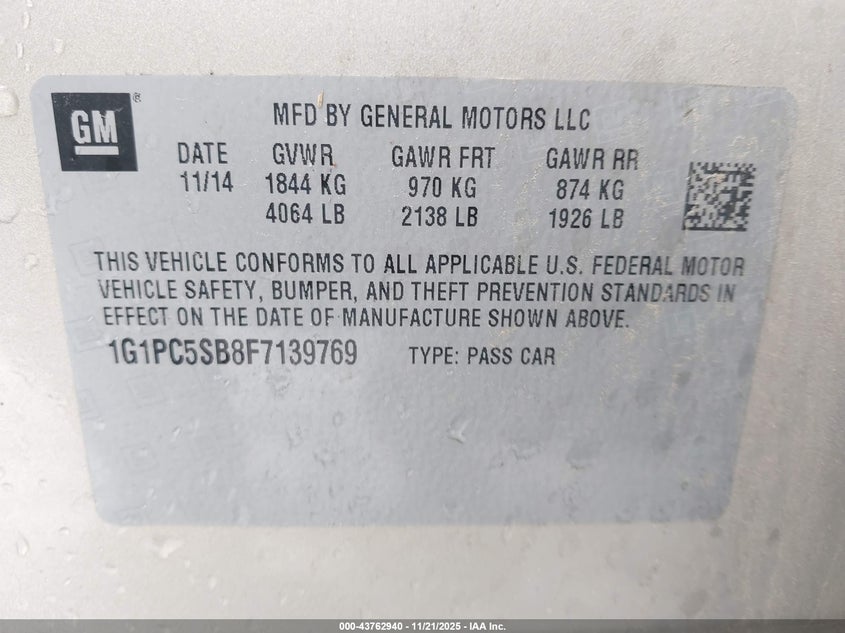 GM®
MFD BY GENERAL MOTORS LLC
DATE GVWR GAWR FRT GAWR RR
11/14 1844 KG 970 KG 874 KG
4064 LB 2138 LB 1926 LB
THIS VEHICLE CONFORMS TO ALL APPLICABLE U.S. FEDERAL MOTOR
VEHICLE SAFETY, BUMPER, AND THEFT PREVENTION STANDARDS IN
EFFECT ON THE DATE OF MANUFACTURE SHOWN ABOVE.
1G1PC5SB8F7139769 TYPE: PASS CAR
000-43762940 - 11/21/2025 - IAA Inc.